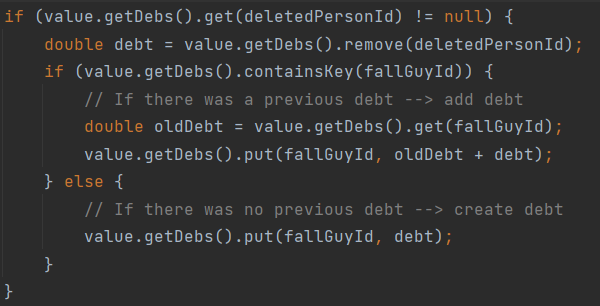 if (value.getDebs().get(deletedPersonId) != null) {
    double debt = value.getDebs().remove(deletedPersonId);
    if (value.getDebs().containsKey(fallGuyId)) {
        // If there was a previous debt --> add debt
        double oldDebt = value.getDebs().get(fallGuyId);
        value.getDebs().put(fallGuyId, oldDebt + debt);
    } else {
        // If there was no previous debt --> create debt
        value.getDebs().put(fallGuyId, debt);
    }
}